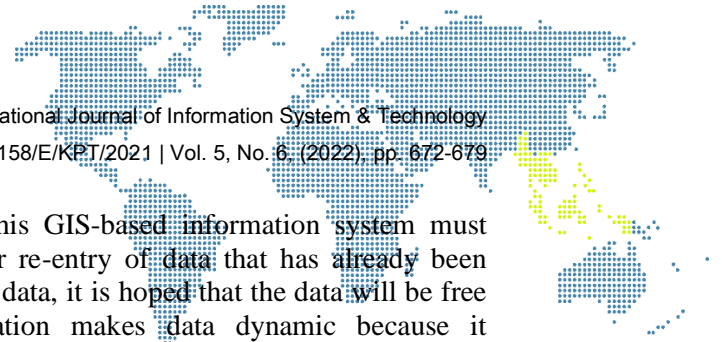 ational Journal of Information System & Technology
158/E/KPT/2021 | Vol. 5, No. 6, (2022), pp. 672-679
his GIS-based information system must
r re-entry of data that has already been
data, it is hoped that the data will be free
ation makes data dynamic because it